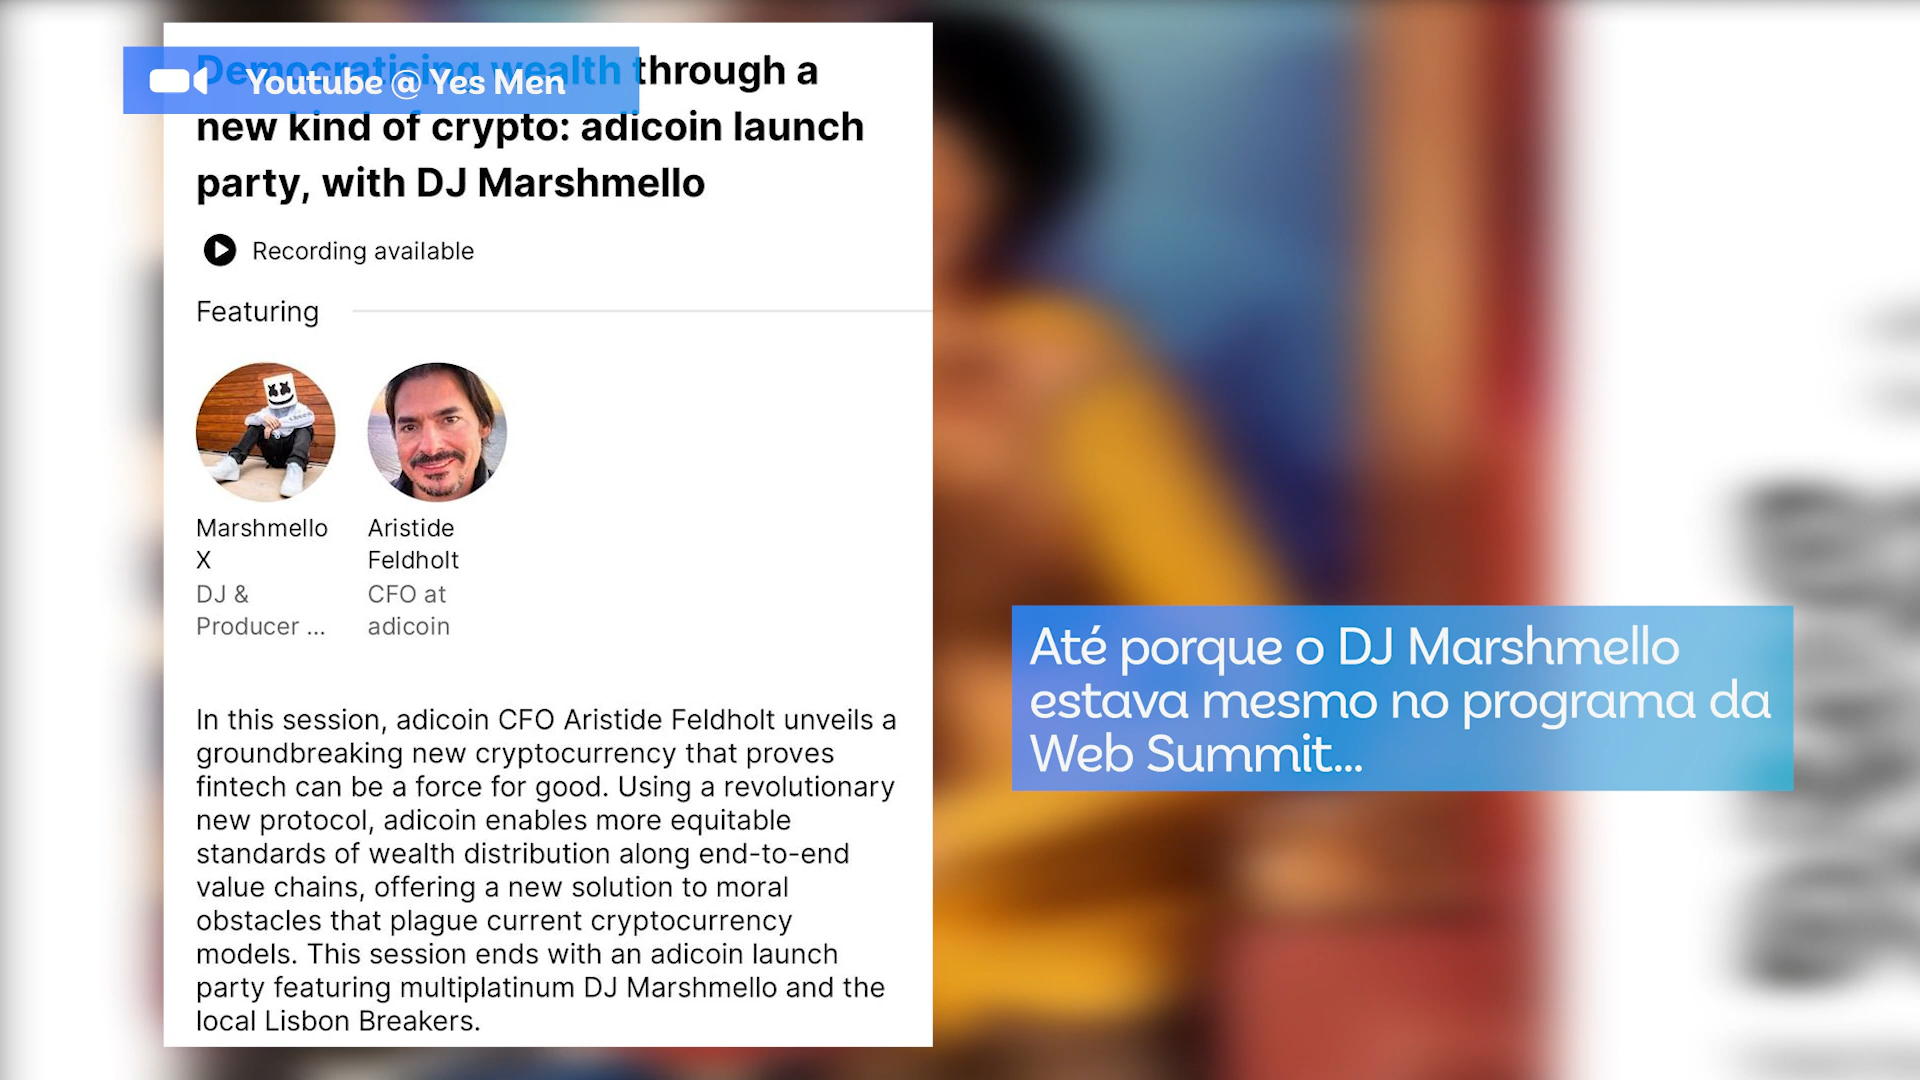 Youtube @ Yes Men
Democratising wealth through a
new kind of crypto: adicoin launch
party, with DJ Marshmello
Recording available
Featuring
Marshmello
X
DJ &
Producer ...
Aristide
Feldholt
CFO at
adicoin
In this session, adicoin CFO Aristide Feldholt unveils a
groundbreaking new cryptocurrency that proves
fintech can be a force for good. Using a revolutionary
new protocol, adicoin enables more equitable
standards of wealth distribution along end-to-end
value chains, offering a new solution to moral
obstacles that plague current cryptocurrency
models. This session ends with an adicoin launch
party featuring multiplatinum DJ Marshmello and the
local Lisbon Breakers.
Até porque o DJ Marshmello
estava mesmo no programa da
Web Summit...